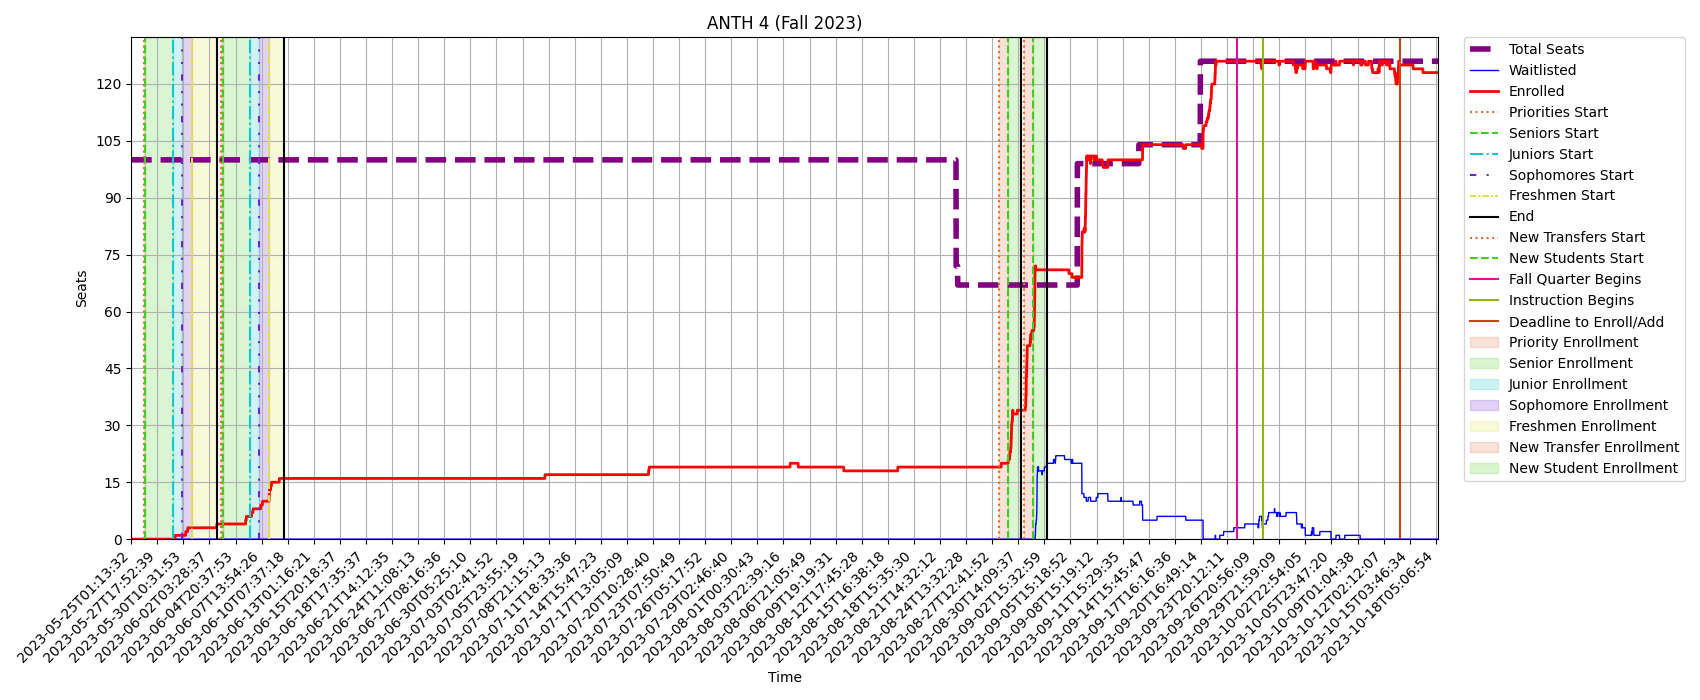 ANTH 4 (Fall 2023)
Seats
120
105
90
75
60
45
30
15
0
2023-05-25T01:13:32
2023-05-27T17:52:39
2023-05-30T10:31:53
2023-06-02T03:28:37
2023-06-04T20:37:53
2023-06-07T13:54:28
2023-06-10T07:37:18
2023-06-13T01:16:21
2023-06-15T20:18:37
2023-06-18T17:35:37
2023-06-21T14:12:35
2023-06-24T11:08:13
2023-06-27T08:16:36
2023-06-30T05:25:10
2023-07-03T02:41:52
2023-07-05T23:55:19
2023-07-08T21:15:13
2023-07-11T18:33:36
2023-07-14T15:47:23
2023-07-17T13:05:09
2023-07-20T10:28:40
2023-07-23T07:50:49
2023-07-26T05:17:52
2023-07-29T02:46:40
2023-08-01T00:30:43
2023-08-03T22:39:16
2023-08-06T21:05:49
2023-08-09T19:19:31
2023-08-12T17:45:28
2023-08-15T16:38:18
2023-08-18T15:35:30
2023-08-21T14:32:12
2023-08-24T13:32:28
2023-08-27T12:41:52
2023-08-30T14:09:37
2023-09-02T15:32:59
2023-09-05T15:18:52
2023-09-08T15:19:12
2023-09-11T15:29:35
2023-09-14T15:45:47
2023-09-17T16:16:36
2023-09-20T16:49:14
2023-09-23T20:12:11
2023-09-26T20:56:09
2023-09-29T21:59:09
2023-10-02T22:54:05
2023-10-05T23:47:20
2023-10-09T01:04:38
2023-10-12T02:12:07
2023-10-15T03:46:34
2023-10-18T05:06:54
Time
Total Seats
Waitlisted
Enrolled
Priorities Start
Seniors Start
Juniors Start
Sophomores Start
Freshmen Start
End
New Transfers Start
New Students Start
Fall Quarter Begins
Instruction Begins
Deadline to Enroll/Add
Priority Enrollment
Senior Enrollment
Junior Enrollment
Sophomore Enrollment
Freshmen Enrollment
New Transfer Enrollment
New Student Enrollment